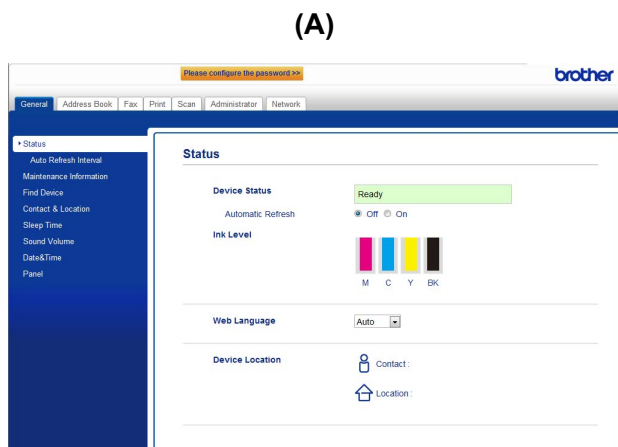 (A)
Please configure the password >>
brother
General Address Book Fax Print Scan Administrator Network
Status
Auto Refresh Interval
Maintenance Information
Find Device
Contact & Location
Sleep Time
Sound Volume
Date&Time
Panel
Status
Device Status Ready
Automatic Refresh Off On
Ink Level
M C Y BK
Web Language Auto
Device Location Contact :
Location :